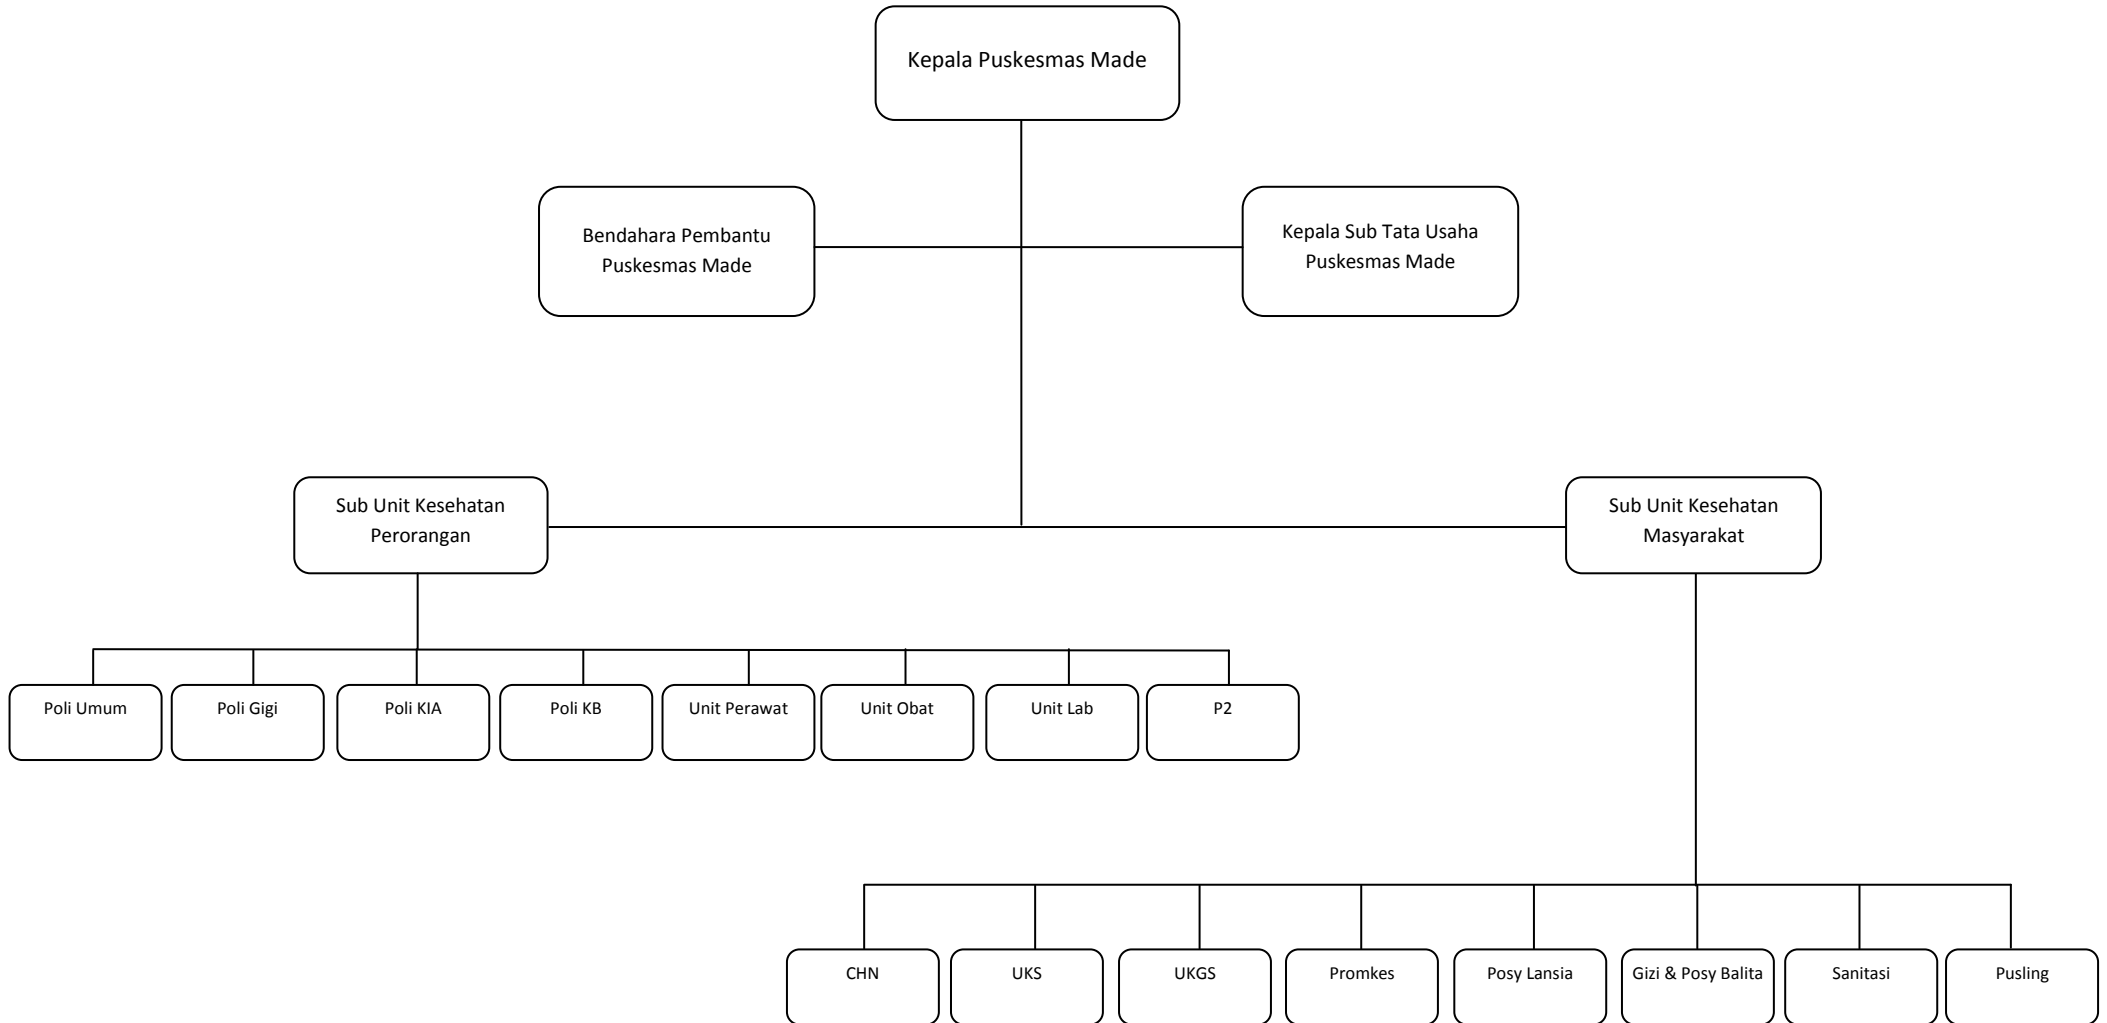 Kepala Puskesmas Made
Bendahara Pembantu
Puskesmas Made
Kepala Sub Tata Usaha
Puskesmas Made
Sub Unit Kesehatan
Perorangan
Sub Unit Kesehatan
Masyarakat
Poli Umum
Poli Gigi
Poli KIA
Poli KB
Unit Perawat
Unit Obat
Unit Lab
P2
CHN
UKS
UKGS
Promkes
Posy Lansia
Gizi & Posy Balita
Sanitasi
Pusling